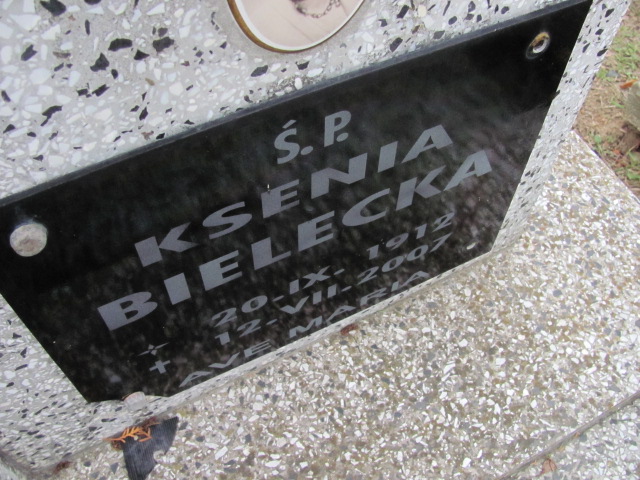 Ś.P.
KSENIA
BIELECKA
* 20-IX-1912
† 12-VII-2007
AVE MARIA